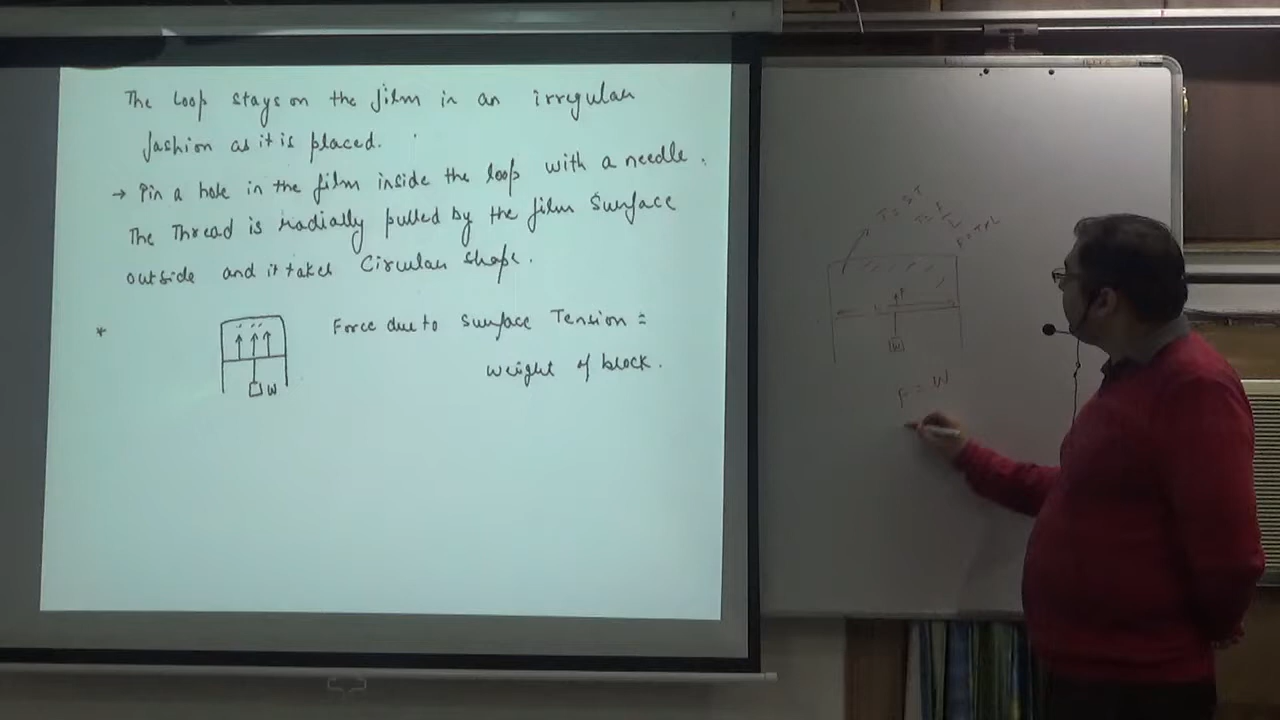 The Loop stays on the film in an irregular
fashion as it is placed.
→ Pin a hole in the film inside the loop with a needle.
The Thread is radially pulled by the film surface
outside and it takes Circular Shape.
* Force due to Surface Tension =
weight of block.
W
F
L
W
F = T × L
F = W